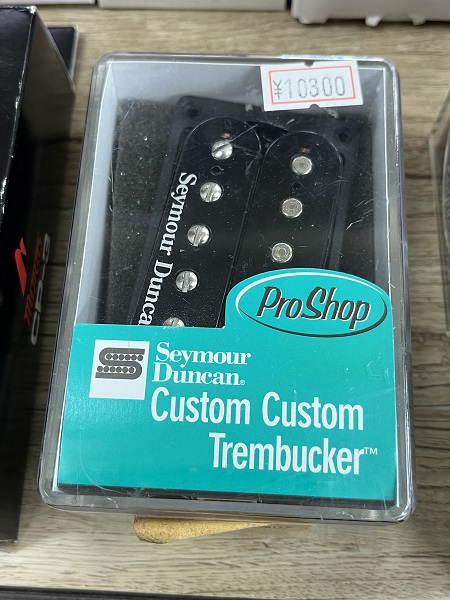 ¥10300
Seymour Duncan
ProShop
Seymour
Duncan®
Custom Custom
Trembucker™